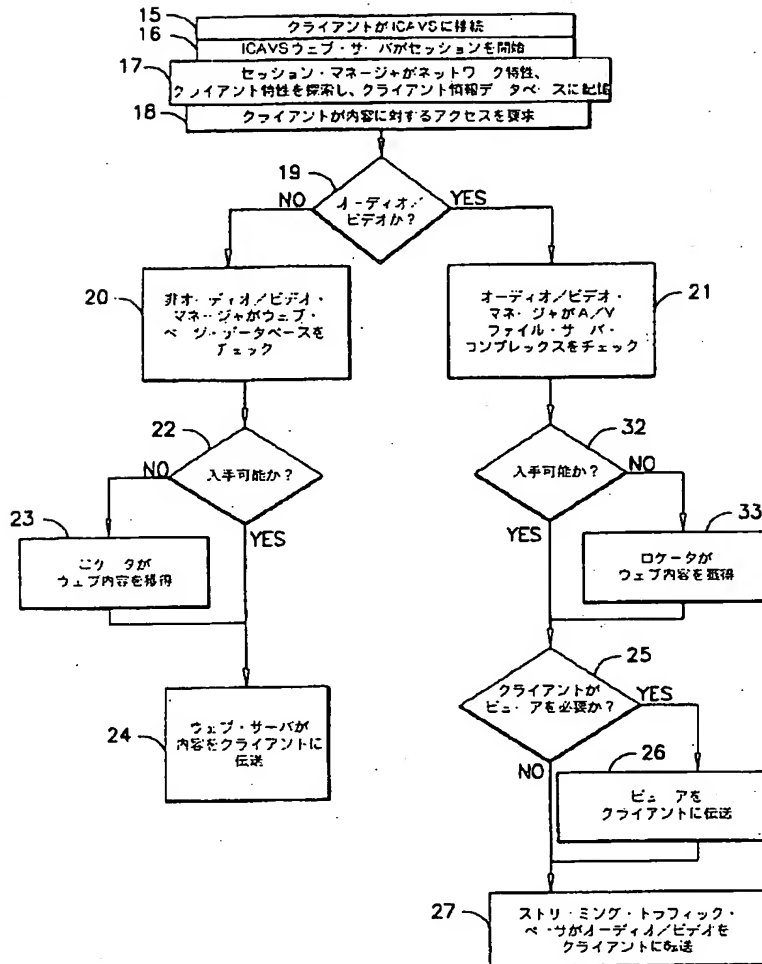 15
クライアントがICAVSに接続
16
ICAVSウェブ・サーバがセッションを開始
17
セッション・マネージャがネットワーク特性、
クライアント特性を探索し、クライアント情報データベースに記憶
18
クライアントが内容に対するアクセスを要求
19
NO
オーディオ/
ビデオか?
YES
20
非オーディオ/ビデオ・
マネージャがウェブ・
ページ・データベースを
チェック
21
オーディオ/ビデオ・
マネージャがA/V
ファイル・サーバ・
コンプレックスをチェック
22
NO
入手可能か?
YES
32
入手可能か?
NO
YES
23
ロケータが
ウェブ内容を獲得
33
ロケータが
ウェブ内容を獲得
24
ウェブ・サーバが
内容をクライアントに
伝送
25
クライアントが
ビューアを必要か?
YES
NO
26
ビューアを
クライアントに伝送
27
ストリーミング・トラフィック・
ペーサがオーディオ/ビデオを
クライアントに伝送